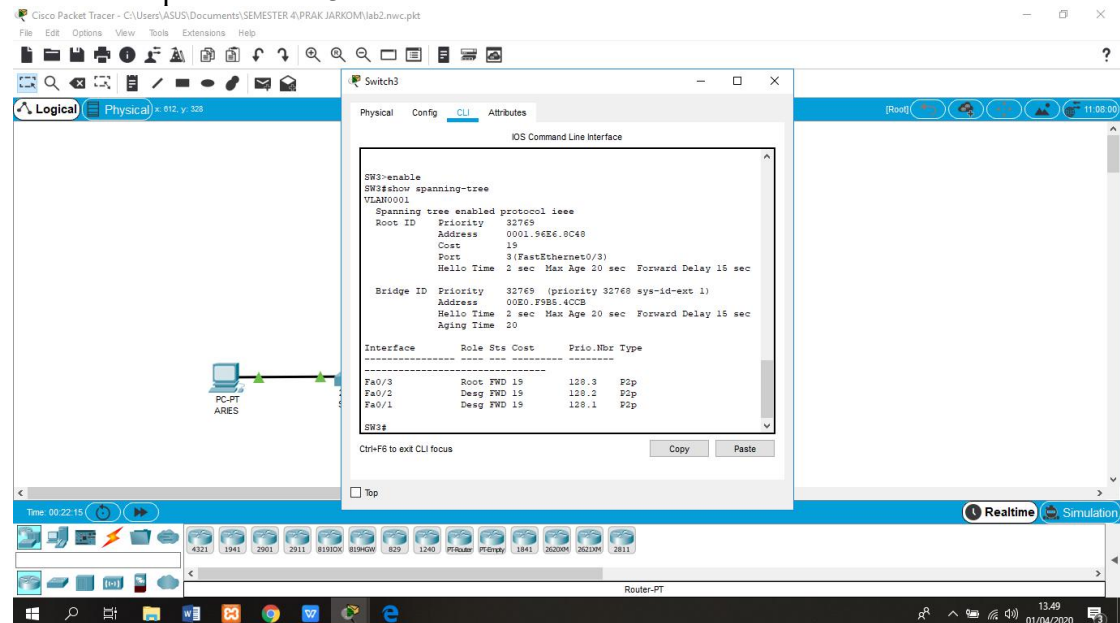 Cisco Packet Tracer - C:\Users\ASUS\Documents\SEMESTER 4\PRAK JARKOM\lab2.nwc.pkt
File Edit Options View Tools Extensions Help
?
Logical Physical x: 612, y: 328
[Root] 11:08:00
Switch3
Physical Config CLI Attributes
IOS Command Line Interface
SW3>enable
SW3#show spanning-tree
VLAN0001
Spanning tree enabled protocol ieee
Root ID Priority 32769
Address 0001.96E6.8C48
Cost 19
Port 3(FastEthernet0/3)
Hello Time 2 sec Max Age 20 sec Forward Delay 15 sec
Bridge ID Priority 32769 (priority 32768 sys-id-ext 1)
Address 00E0.F9B5.4CCB
Hello Time 2 sec Max Age 20 sec Forward Delay 15 sec
Aging Time 20
Interface Role Sts Cost Prio.Nbr Type
---------------- ---- --- --------- --------
--------------------------------
Fa0/3 Root FWD 19 128.3 P2p
Fa0/2 Desg FWD 19 128.2 P2p
Fa0/1 Desg FWD 19 128.1 P2p
SW3#
Ctrl+F6 to exit CLI focus Copy Paste
Top
PC-PT
ARIES
Time: 00:22:15 Realtime Simulation
4321 1941 2901 2911 819IOX 819HGW 829 1240 PT-Router PT-Empty 1841 2620XM 2621XM 2811
Router-PT
13.49
01/04/2020